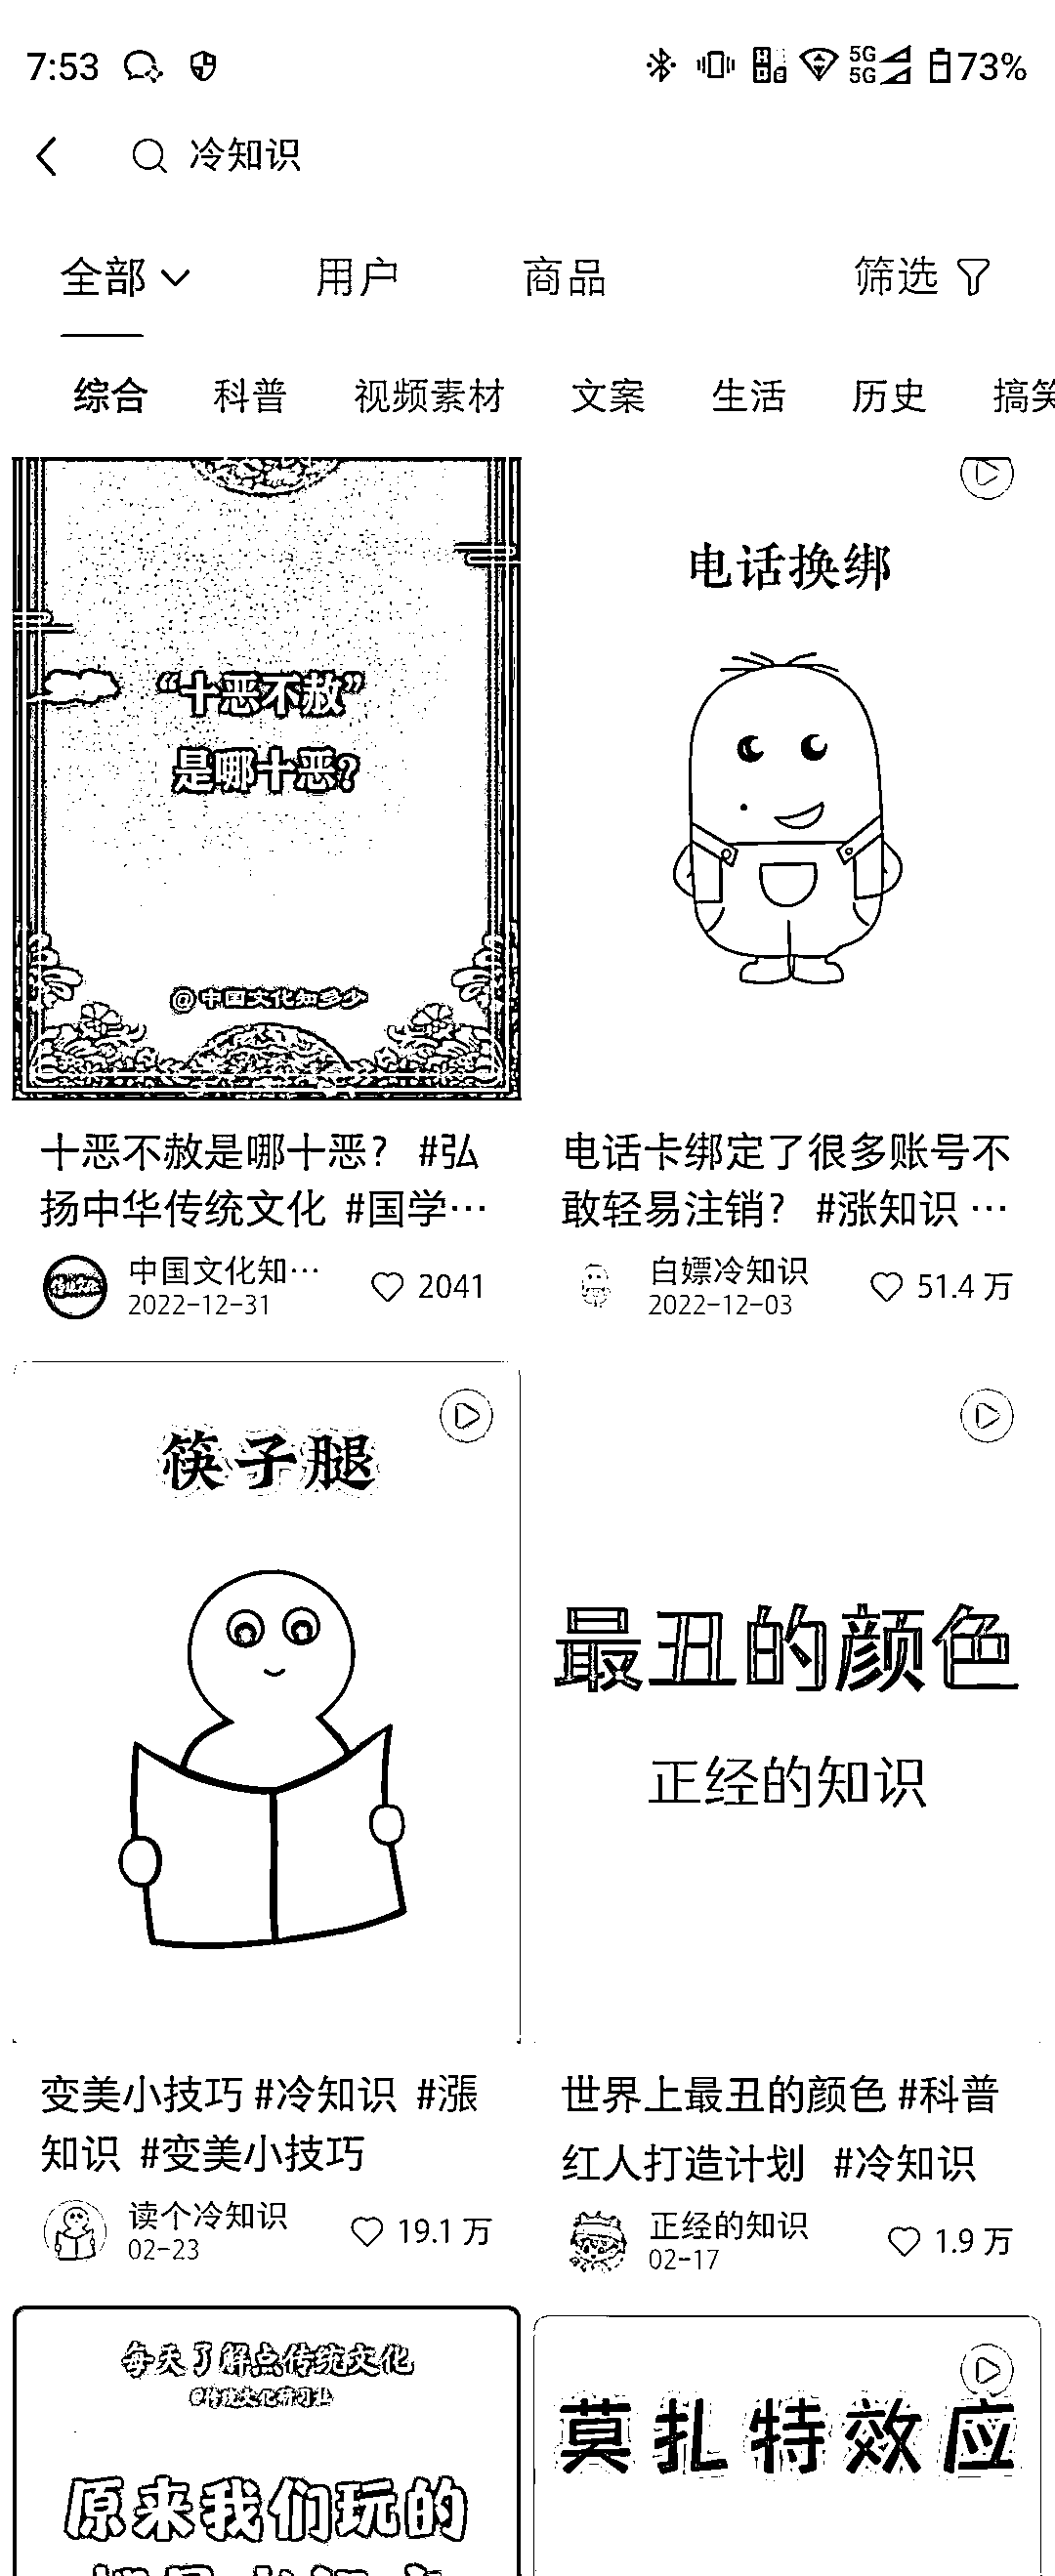 7:53
5G
5G
73%
冷知识
全部
用户
商品
筛选
综合
科普
视频素材
文案
生活
历史
搞笑
“十恶不赦”
是哪十恶?
@中国文化知多少
十恶不赦是哪十恶? #弘
扬中华传统文化 #国学…
中国文化知…
2022-12-31
2041
电话换绑
电话卡绑定了很多账号不
敢轻易注销? #涨知识 …
白嫖冷知识
2022-12-03
51.4 万
筷子腿
变美小技巧 #冷知识 #漲
知识 #变美小技巧
读个冷知识
02-23
19.1 万
最丑的颜色
正经的知识
世界上最丑的颜色 #科普
红人打造计划 #冷知识
正经的知识
02-17
1.9 万
每天了解点传统文化
@传统文化研习社
原来我们玩的
莫扎特效应